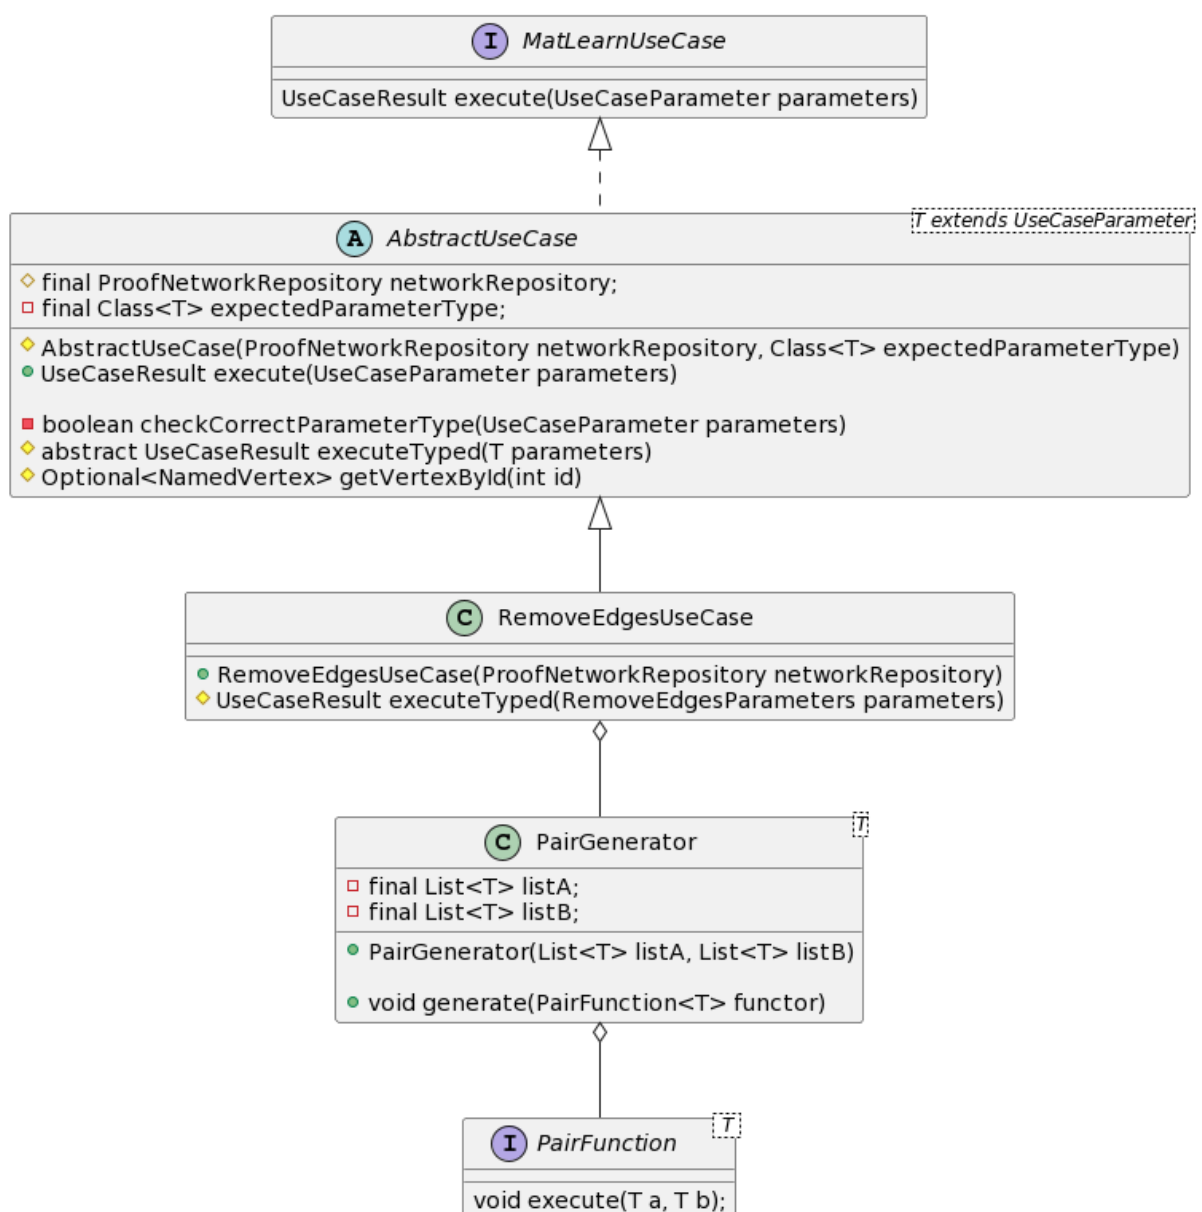 I MatLearnUseCase
UseCaseResult execute(UseCaseParameter parameters)
T extends UseCaseParameter
A AbstractUseCase
final ProofNetworkRepository networkRepository;
final Class<T> expectedParameterType;
AbstractUseCase(ProofNetworkRepository networkRepository, Class<T> expectedParameterType)
UseCaseResult execute(UseCaseParameter parameters)
boolean checkCorrectParameterType(UseCaseParameter parameters)
abstract UseCaseResult executeTyped(T parameters)
Optional<NamedVertex> getVertexById(int id)
C RemoveEdgesUseCase
RemoveEdgesUseCase(ProofNetworkRepository networkRepository)
UseCaseResult executeTyped(RemoveEdgesParameters parameters)
T
C PairGenerator
final List<T> listA;
final List<T> listB;
PairGenerator(List<T> listA, List<T> listB)
void generate(PairFunction<T> functor)
T
I PairFunction
void execute(T a, T b);